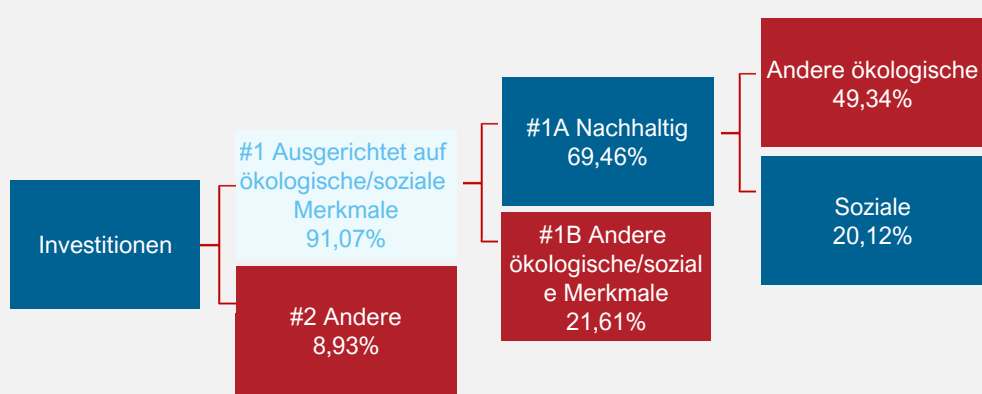 Investitionen
#1 Ausgerichtet auf
ökologische/soziale
Merkmale
91,07%
#2 Andere
8,93%
#1A Nachhaltig
69,46%
#1B Andere
ökologische/sozial
e Merkmale
21,61%
Andere ökologische
49,34%
Soziale
20,12%